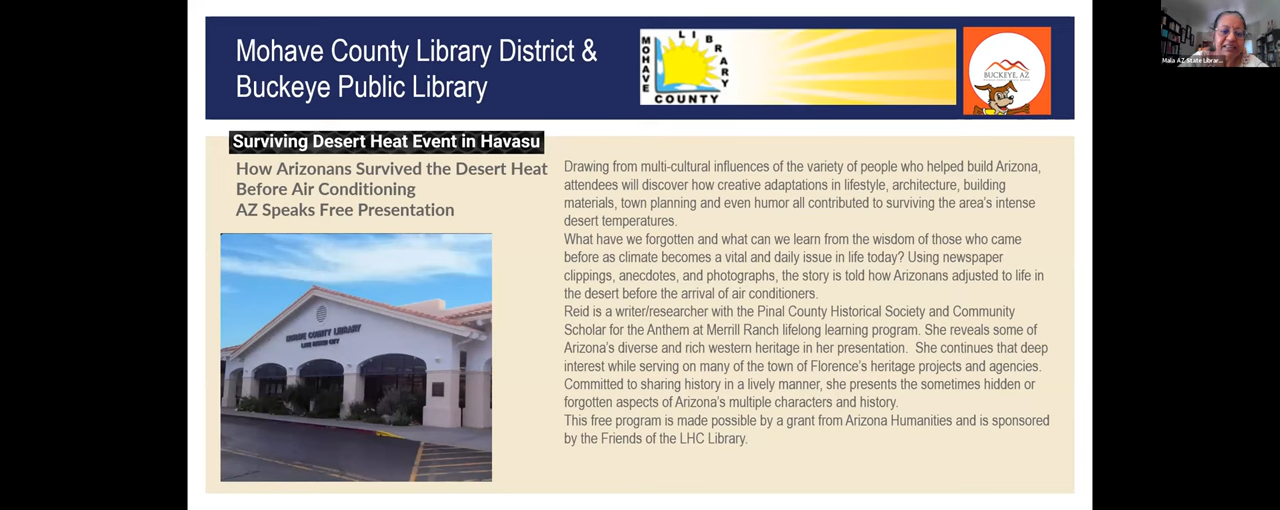 Mohave County Library District &
Buckeye Public Library
MOHAVE
LIBRARY
COUNTY
BUCKEYE, AZ
Mala AZ State Librar...
Surviving Desert Heat Event in Havasu
How Arizonans Survived the Desert Heat
Before Air Conditioning
AZ Speaks Free Presentation
MOHAVE COUNTY LIBRARY
LAKE HAVASU CITY
Drawing from multi-cultural influences of the variety of people who helped build Arizona,
attendees will discover how creative adaptations in lifestyle, architecture, building
materials, town planning and even humor all contributed to surviving the area's intense
desert temperatures.
What have we forgotten and what can we learn from the wisdom of those who came
before as climate becomes a vital and daily issue in life today? Using newspaper
clippings, anecdotes, and photographs, the story is told how Arizonans adjusted to life in
the desert before the arrival of air conditioners.
Reid is a writer/researcher with the Pinal County Historical Society and Community
Scholar for the Anthem at Merrill Ranch lifelong learning program. She reveals some of
Arizona's diverse and rich western heritage in her presentation.  She continues that deep
interest while serving on many of the town of Florence's heritage projects and agencies.
Committed to sharing history in a lively manner, she presents the sometimes hidden or
forgotten aspects of Arizona's multiple characters and history.
This free program is made possible by a grant from Arizona Humanities and is sponsored
by the Friends of the LHC Library.